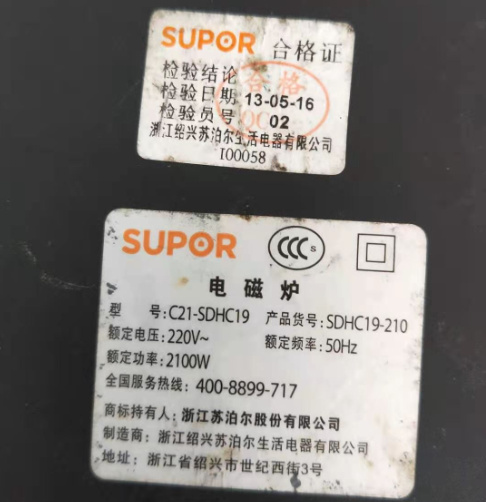 SUPOR 合格证
检验结论 合格
检验日期 13-05-16
检验员号 02
浙江绍兴苏泊尔生活电器有限公司
I00058
SUPOR CCC S
电磁炉
型号:C21-SDHC19 产品货号:SDHC19-210
额定电压:220V~ 额定频率:50Hz
额定功率:2100W
全国服务热线:400-8899-717
商标持有人:浙江苏泊尔股份有限公司
制造商:浙江绍兴苏泊尔生活电器有限公司
地址:浙江省绍兴市世纪西街3号